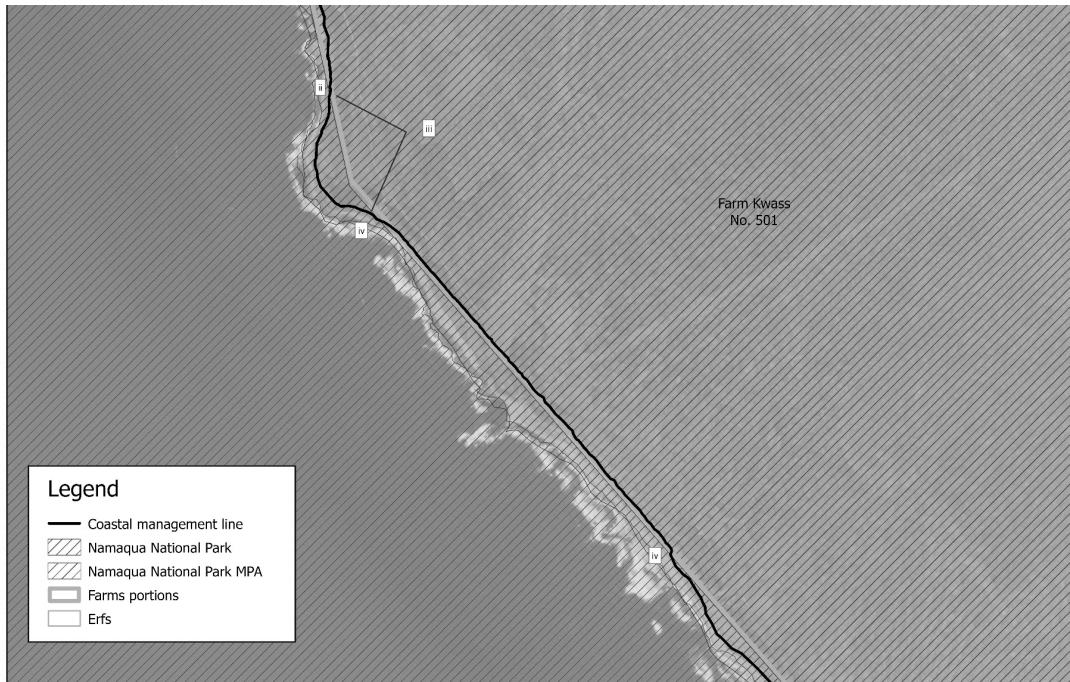 ii
iii
Farm Kwass
No. 501
iv
iv
Legend
Coastal management line
Namaqua National Park
Namaqua National Park MPA
Farms portions
Erfs